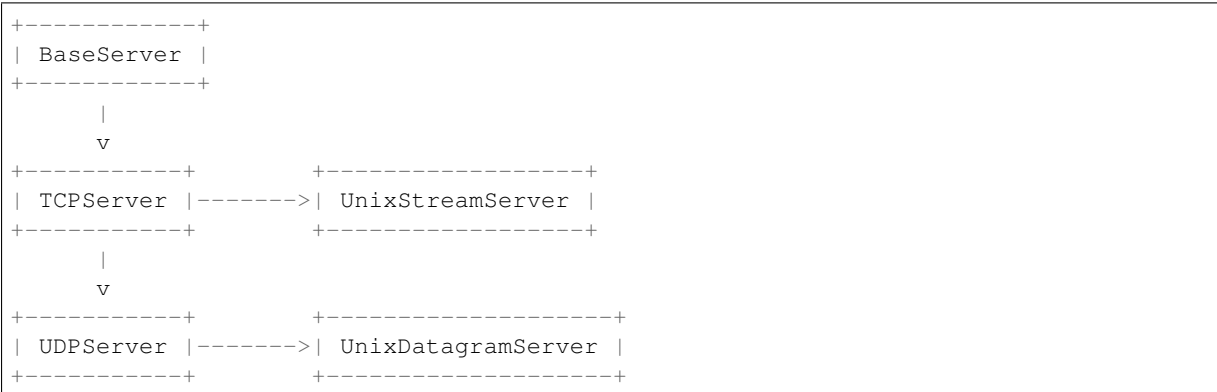 +------------+
| BaseServer |
+------------+
      |
      v
+-----------+        +------------------+
| TCPServer |------->| UnixStreamServer |
+-----------+        +------------------+
      |
      v
+-----------+        +--------------------+
| UDPServer |------->| UnixDatagramServer |
+-----------+        +--------------------+